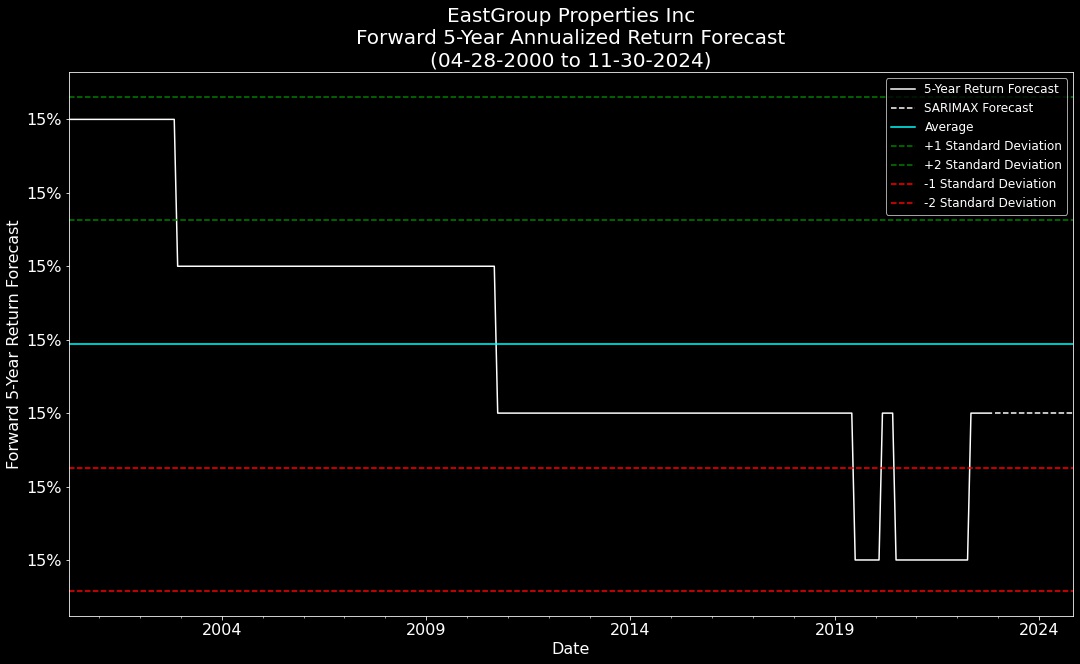 EastGroup Properties Inc
Forward 5-Year Annualized Return Forecast
(04-28-2000 to 11-30-2024)
5-Year Return Forecast
SARIMAX Forecast
Average
+1 Standard Deviation
+2 Standard Deviation
-1 Standard Deviation
-2 Standard Deviation
Forward 5-Year Return Forecast
15%
15%
15%
15%
15%
15%
15%
2004
2009
2014
2019
2024
Date